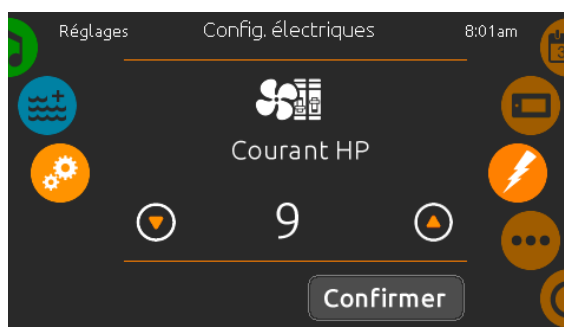 Réglages
Config. électriques
8:01am
Courant HP
9
Confirmer